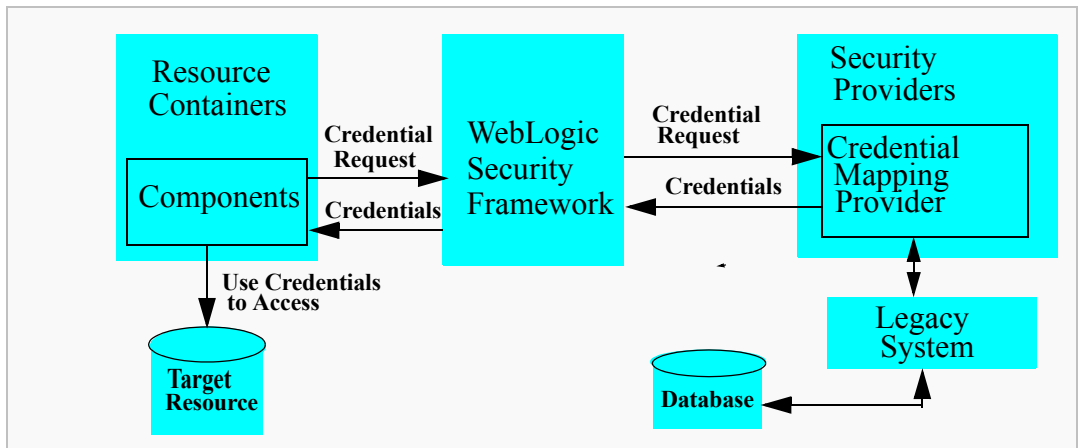 Resource
Containers
Components
Credential
Request
Credentials
Use Credentials
to Access
Target
Resource
WebLogic
Security
Framework
Credential
Request
Credentials
Security
Providers
Credential
Mapping
Provider
Legacy
System
Database